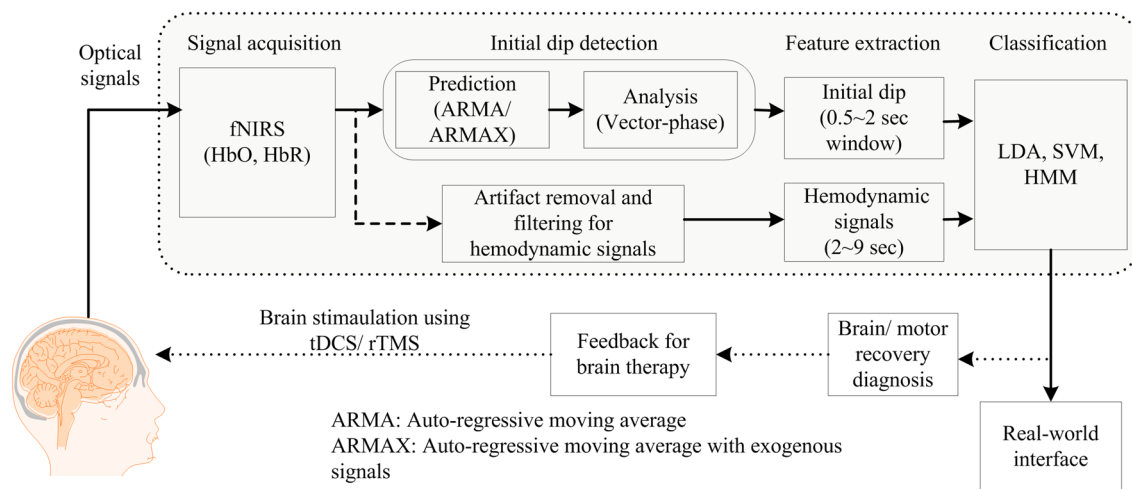 Optical
signals
Signal acquisition
Initial dip detection
Feature extraction
Classification
fNIRS
(HbO, HbR)
Prediction
(ARMA/
ARMAX)
Analysis
(Vector-phase)
Initial dip
(0.5~2 sec
window)
LDA, SVM,
HMM
Artifact removal and
filtering for
hemodynamic signals
Hemodynamic
signals
(2~9 sec)
Brain stimaulation using
tDCS/ rTMS
Feedback for
brain therapy
Brain/ motor
recovery
diagnosis
Real-world
interface
ARMA: Auto-regressive moving average
ARMAX: Auto-regressive moving average with exogenous
signals